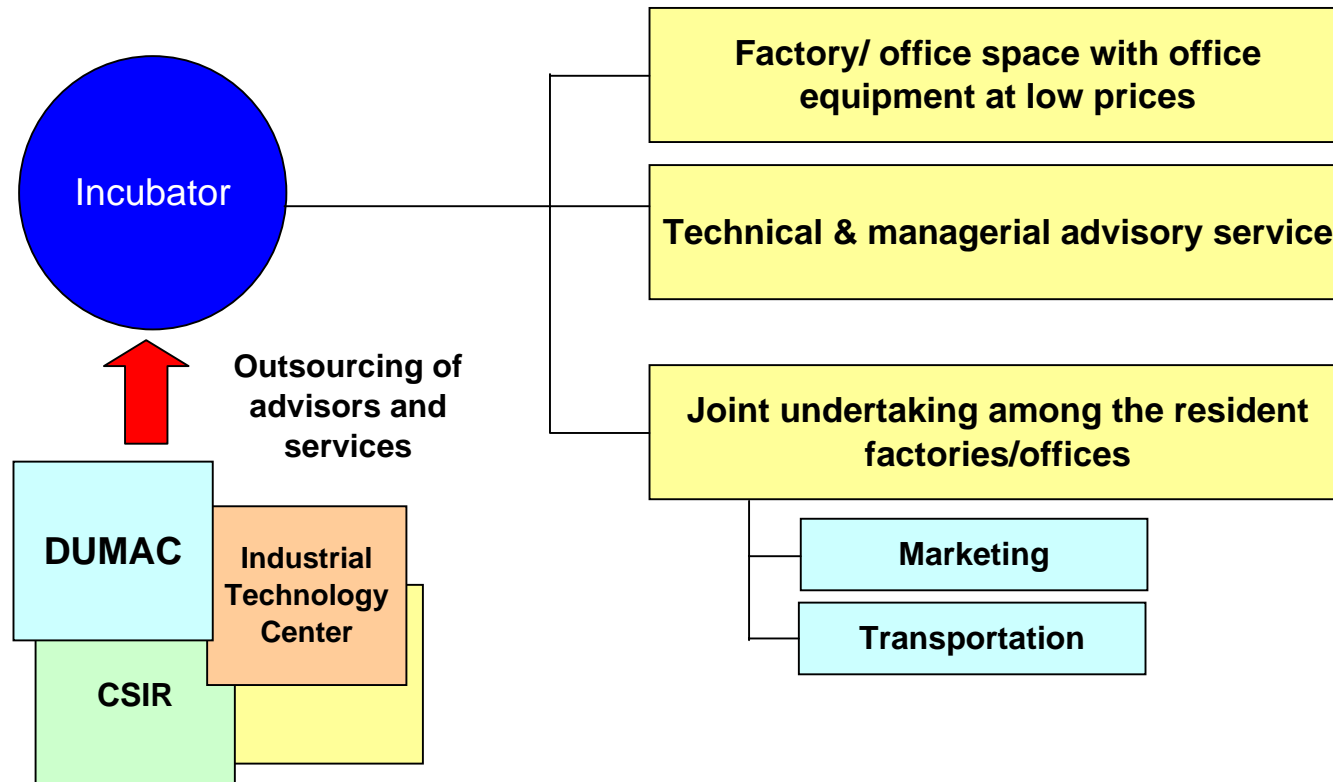 Incubator
Factory/ office space with office
equipment at low prices
Technical & managerial advisory service
Outsourcing of
advisors and
services
Joint undertaking among the resident
factories/offices
Marketing
Transportation
DUMAC
Industrial
Technology
Center
CSIR